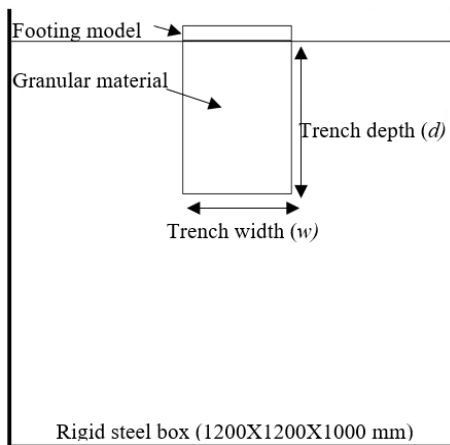 Footing model
Granular material
Trench depth (d)
Trench width (w)
Rigid steel box (1200X1200X1000 mm)